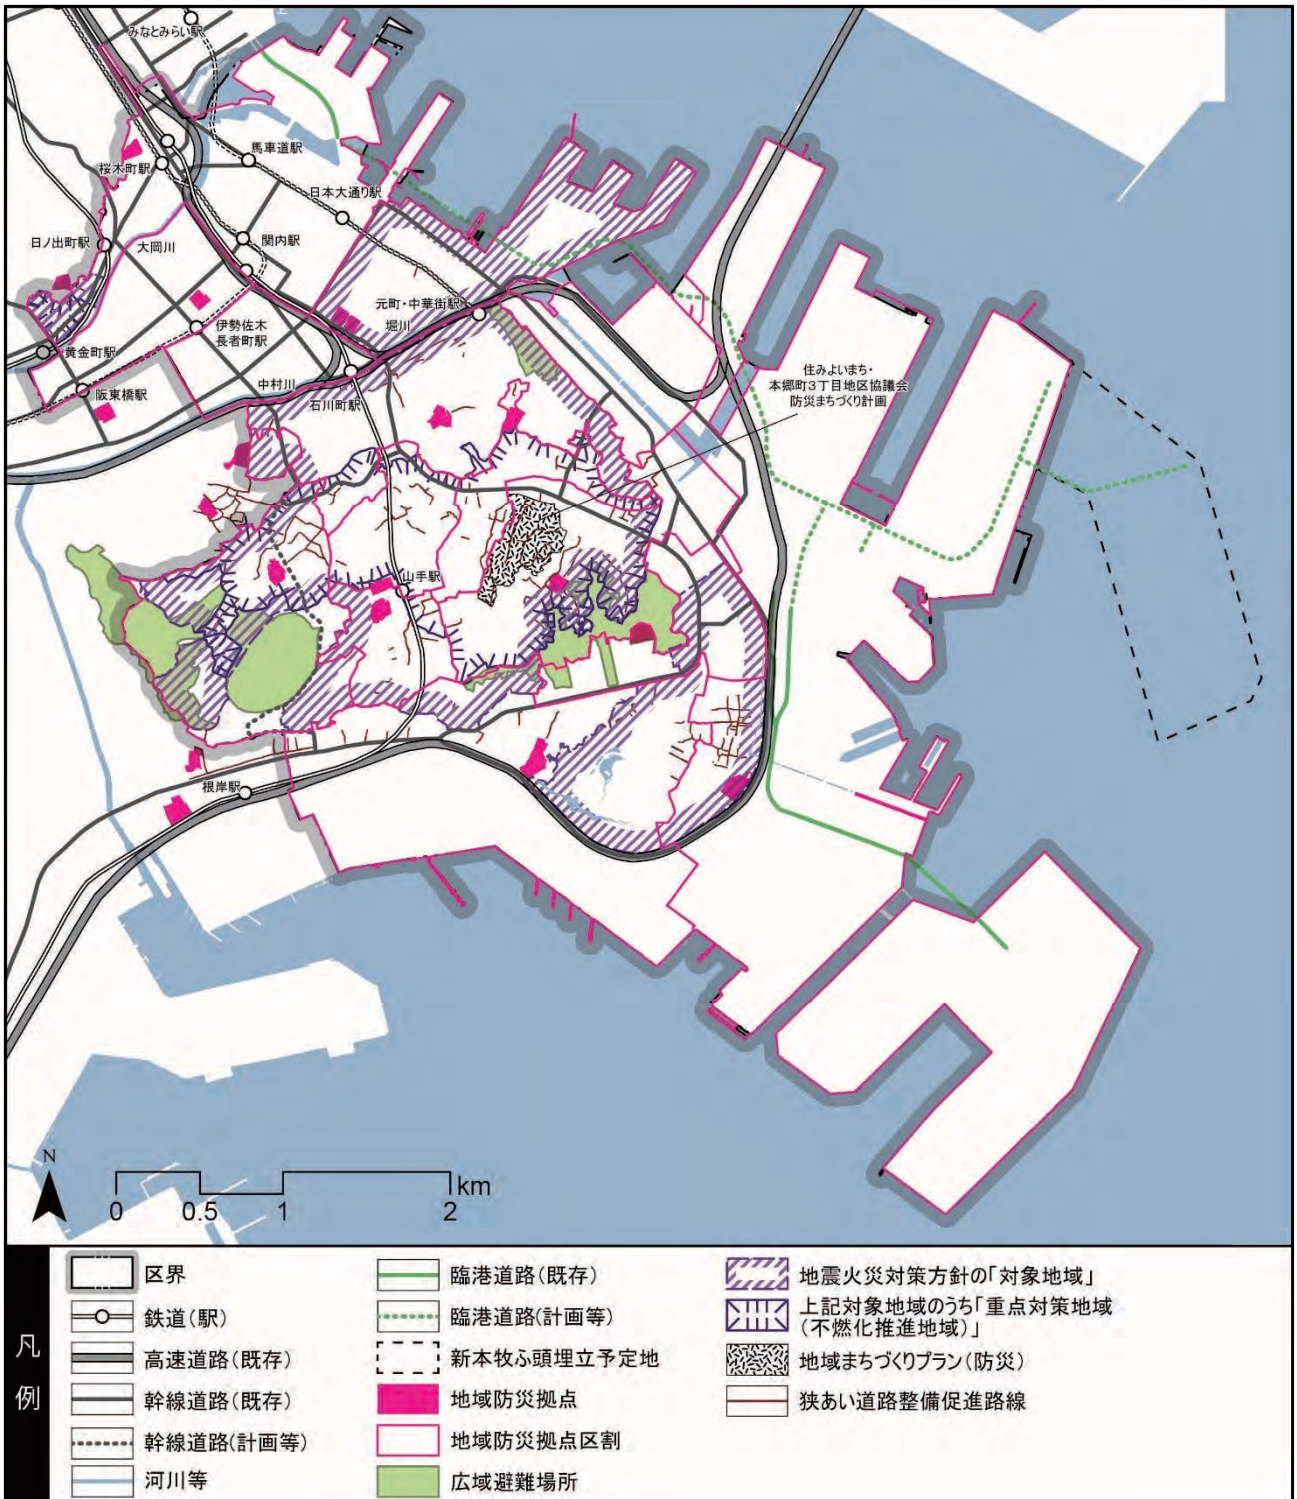 みなとみらい駅
馬車道駅
桜木町駅
日本大通り駅
日ノ出町駅
大岡川
関内駅
元町・中華街駅
堀川
伊勢佐木
長者町駅
黄金町駅
阪東橋駅
中村川
石川町駅
住みよいまち・
本郷町3丁目地区協議会
防災まちづくり計画
山手駅
根岸駅
N
0 0.5 1 2 km
凡例
区界
鉄道(駅)
高速道路(既存)
幹線道路(既存)
幹線道路(計画等)
河川等
臨港道路(既存)
臨港道路(計画等)
新本牧ふ頭埋立予定地
地域防災拠点
地域防災拠点区割
広域避難場所
地震火災対策方針の「対象地域」
上記対象地域のうち「重点対策地域
(不燃化推進地域)」
地域まちづくりプラン(防災)
狭あい道路整備促進路線